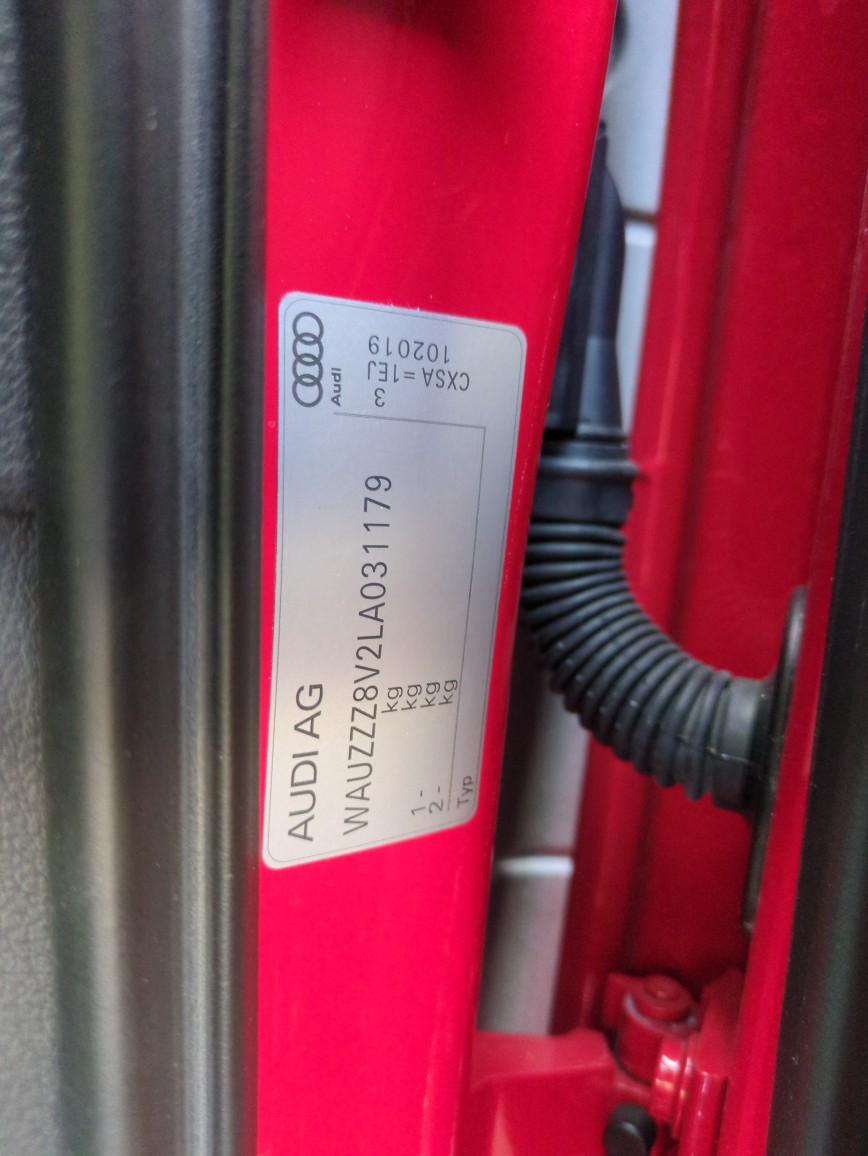 AUDI AG
Audi
WAUZZZ8V2LA031179
kg
kg
1- kg
2- kg
Typ
3
CXSA =1EJ
102019